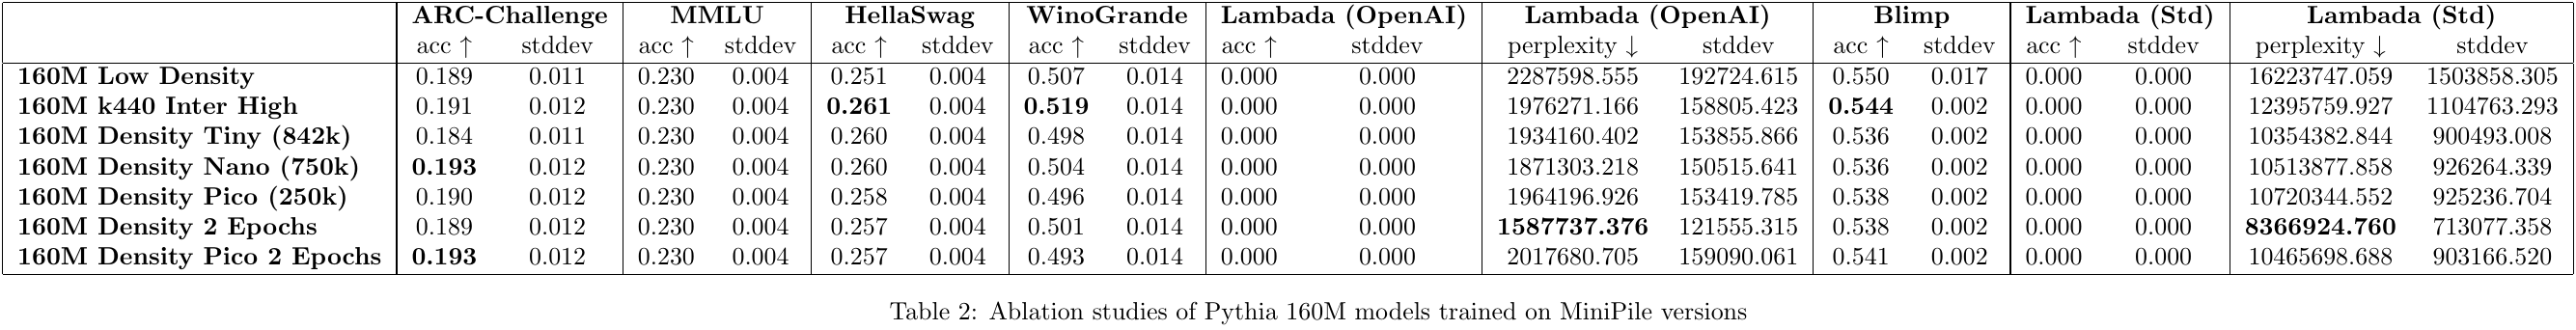 ARC-Challenge MMLU HellaSwag WinoGrande Lambada (OpenAI) Lambada (OpenAI) Blimp Lambada (Std) Lambada (Std)
acc ↑ stddev acc ↑ stddev acc ↑ stddev acc ↑ stddev acc ↑ stddev perplexity ↓ stddev acc ↑ stddev acc ↑ stddev perplexity ↓ stddev
160M Low Density 0.189 0.011 0.230 0.004 0.251 0.004 0.507 0.014 0.000 0.000 2287598.555 192724.615 0.550 0.017 0.000 0.000 16223747.059 1503858.305
160M k440 Inter High 0.191 0.012 0.230 0.004 0.261 0.004 0.519 0.014 0.000 0.000 1976271.166 158805.423 0.544 0.002 0.000 0.000 12395759.927 1104763.293
160M Density Tiny (842k) 0.184 0.011 0.230 0.004 0.260 0.004 0.498 0.014 0.000 0.000 1934160.402 153855.866 0.536 0.002 0.000 0.000 10354382.844 900493.008
160M Density Nano (750k) 0.193 0.012 0.230 0.004 0.260 0.004 0.504 0.014 0.000 0.000 1871303.218 150515.641 0.536 0.002 0.000 0.000 10513877.858 926264.339
160M Density Pico (250k) 0.190 0.012 0.230 0.004 0.258 0.004 0.496 0.014 0.000 0.000 1964196.926 153419.785 0.538 0.002 0.000 0.000 10720344.552 925236.704
160M Density 2 Epochs 0.189 0.012 0.230 0.004 0.257 0.004 0.501 0.014 0.000 0.000 1587737.376 121555.315 0.538 0.002 0.000 0.000 8366924.760 713077.358
160M Density Pico 2 Epochs 0.193 0.012 0.230 0.004 0.257 0.004 0.493 0.014 0.000 0.000 2017680.705 159090.061 0.541 0.002 0.000 0.000 10465698.688 903166.520
Table 2: Ablation studies of Pythia 160M models trained on MiniPile versions